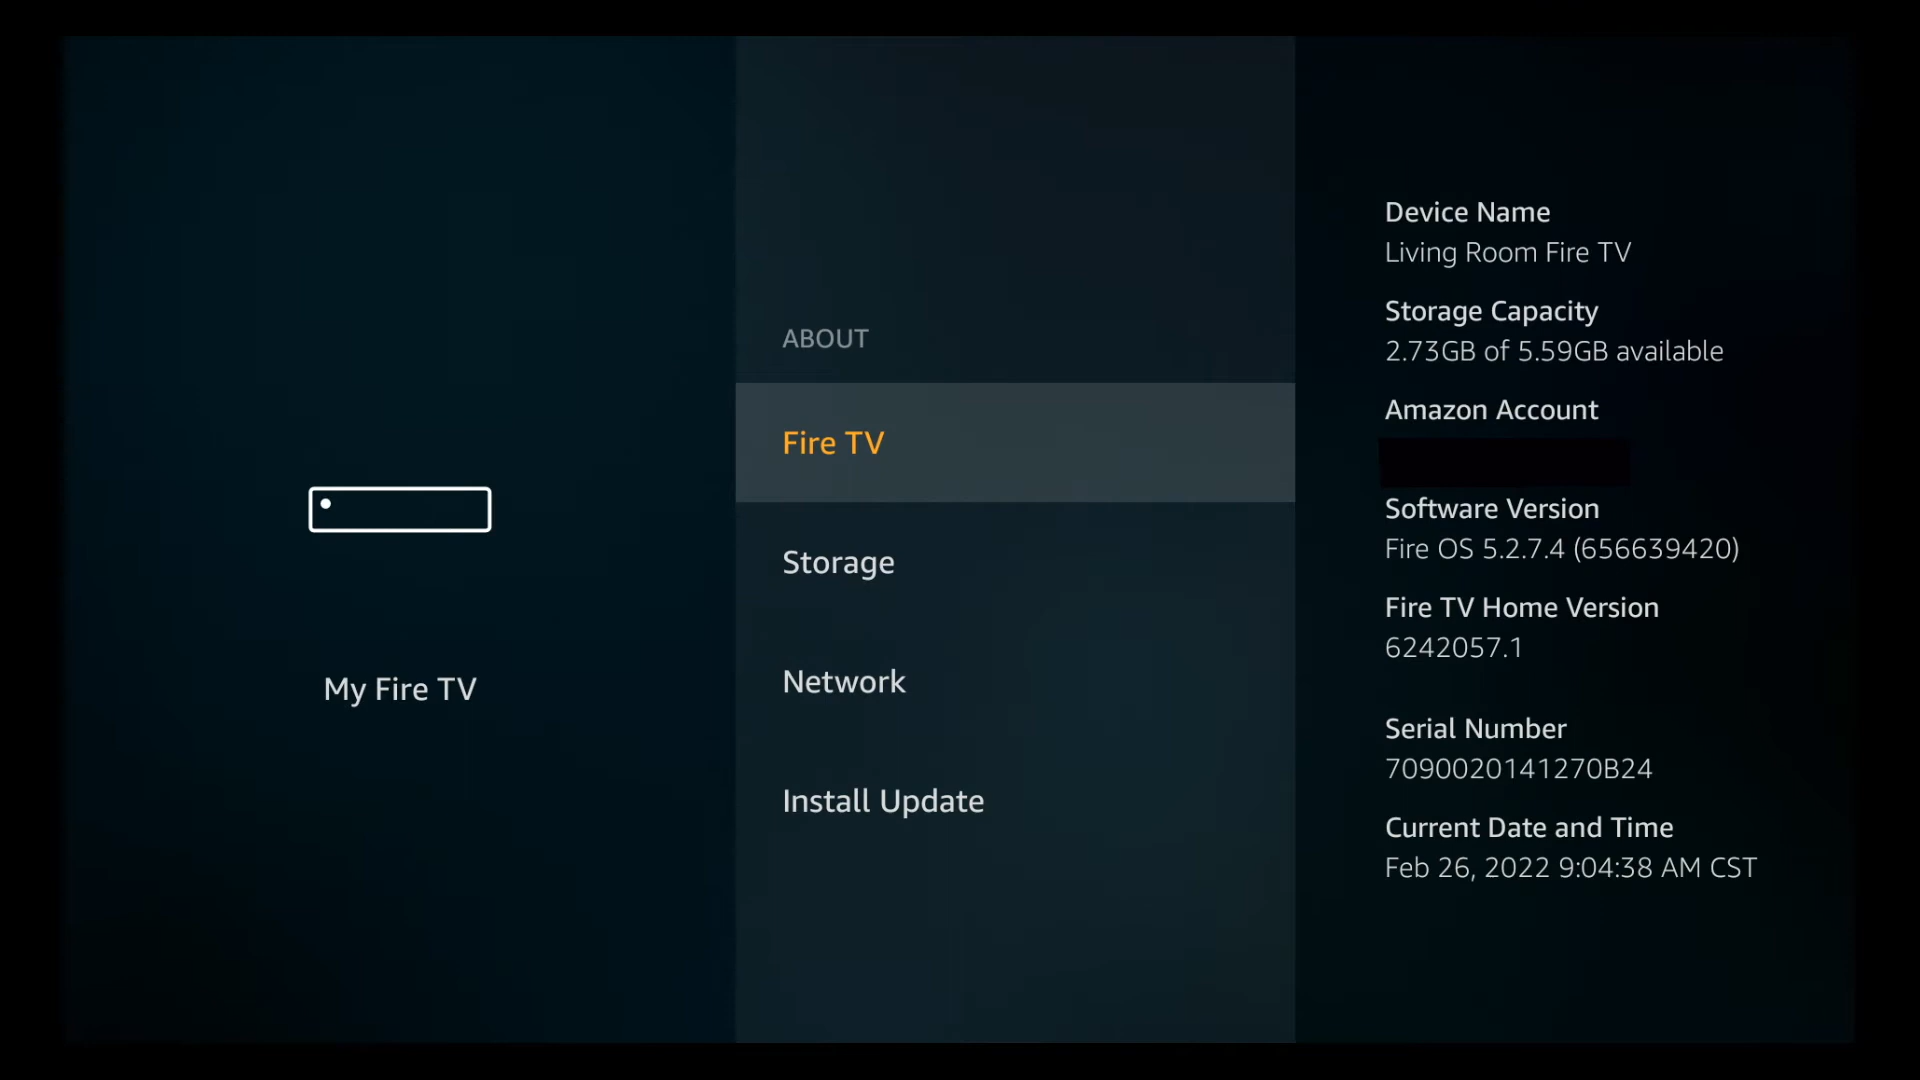 My Fire TV
ABOUT
Fire TV
Storage
Network
Install Update
Device Name
Living Room Fire TV
Storage Capacity
2.73GB of 5.59GB available
Amazon Account
Software Version
Fire OS 5.2.7.4 (656639420)
Fire TV Home Version
6242057.1
Serial Number
7090020141270B24
Current Date and Time
Feb 26, 2022 9:04:38 AM CST